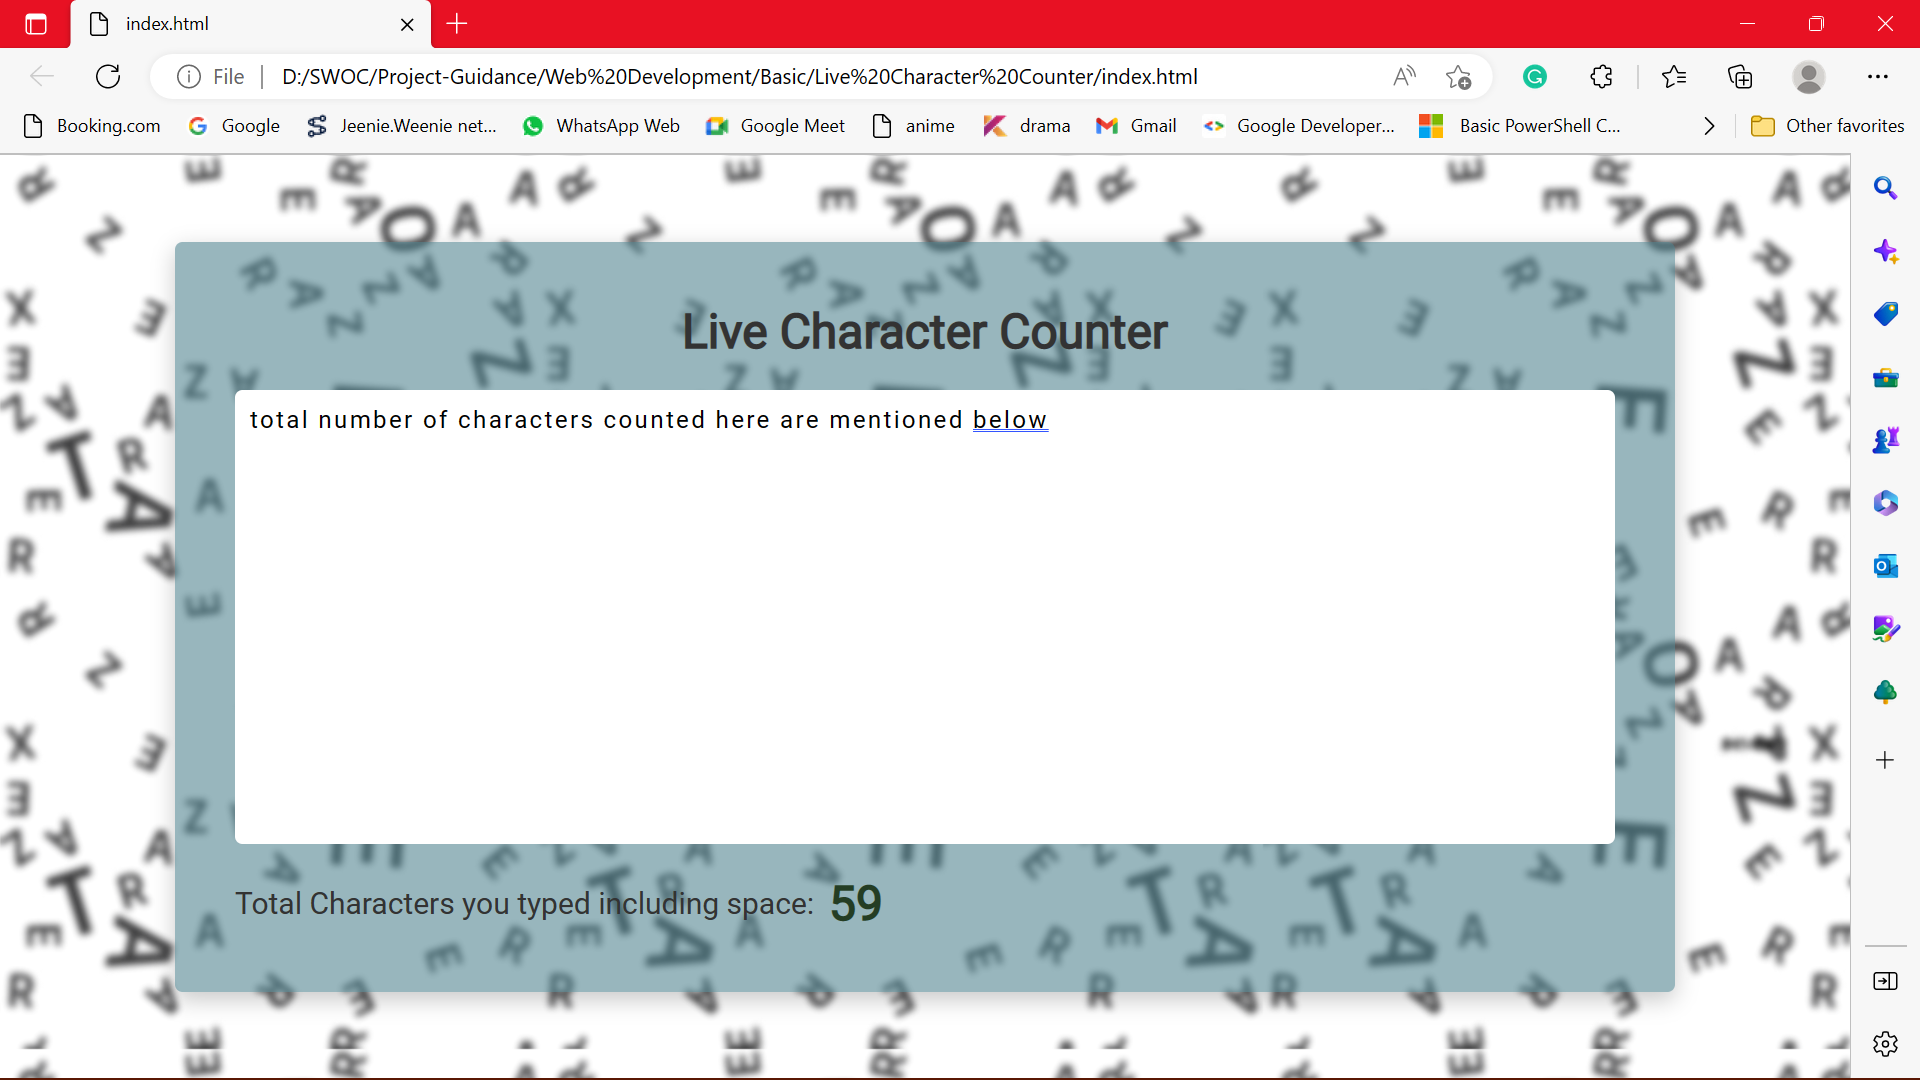 index.html
File
D:/SWOC/Project-Guidance/Web%20Development/Basic/Live%20Character%20Counter/index.html
Booking.com
Google
Jeenie.Weenie net...
WhatsApp Web
Google Meet
anime
drama
Gmail
Google Developer...
Basic PowerShell C...
Other favorites
Live Character Counter
total number of characters counted here are mentioned below
Total Characters you typed including space: 59